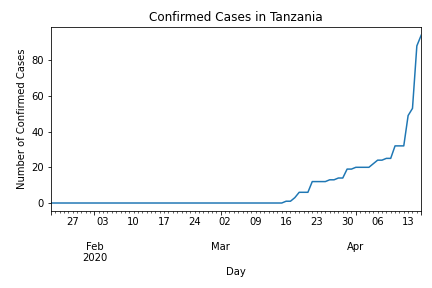 Confirmed Cases in Tanzania
Number of Confirmed Cases
80
60
40
20
0
27 03 10 17 24 02 09 16 23 30 06 13
Feb Mar Apr
2020
Day